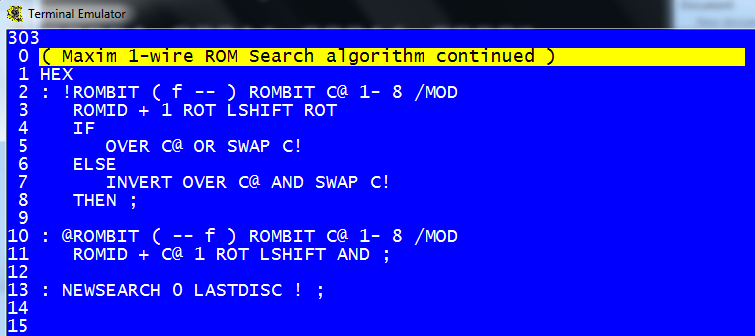 Terminal Emulator
303
0 ( Maxim 1-wire ROM Search algorithm continued )
1 HEX
2 : !ROMBIT ( f -- ) ROMBIT C@ 1- 8 /MOD
3 ROMID + 1 ROT LSHIFT ROT
4 IF
5 OVER C@ OR SWAP C!
6 ELSE
7 INVERT OVER C@ AND SWAP C!
8 THEN ;
9
10 : @ROMBIT ( -- f ) ROMBIT C@ 1- 8 /MOD
11 ROMID + C@ 1 ROT LSHIFT AND ;
12
13 : NEWSEARCH 0 LASTDISC ! ;
14
15